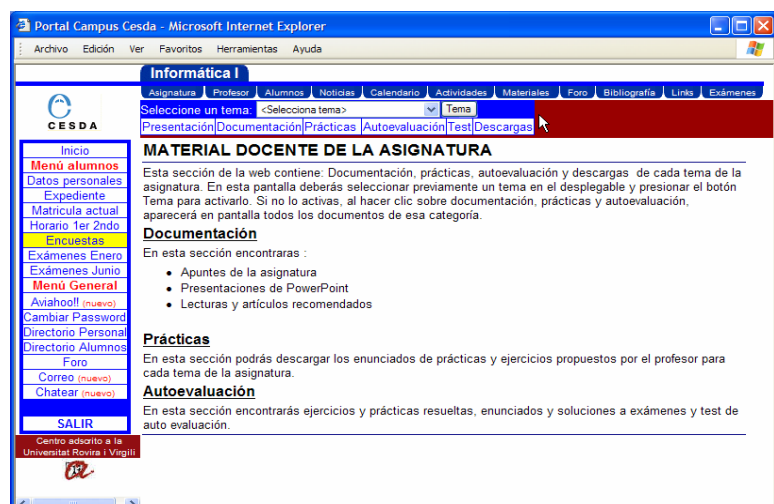 Portal Campus Cesda - Microsoft Internet Explorer
Archivo Edición Ver Favoritos Herramientas Ayuda
Informática I
Asignatura Profesor Alumnos Noticias Calendario Actividades Materiales Foro Bibliografía Links Exámenes
Seleccione un tema: <Selecciona tema> Tema
Presentación Documentación Prácticas Autoevaluación Test Descargas
CESDA
Inicio
Menú alumnos
Datos personales
Expediente
Matricula actual
Horario 1er 2ndo
Encuestas
Exámenes Enero
Exámenes Junio
Menú General
Aviahoo!! (nuevo)
Cambiar Password
Directorio Personal
Directorio Alumnos
Foro
Correo (nuevo)
Chatear (nuevo)
SALIR
Centro adscrito a la
Universitat Rovira i Virgili
MATERIAL DOCENTE DE LA ASIGNATURA
Esta sección de la web contiene: Documentación, prácticas, autoevaluación y descargas de cada tema de la
asignatura. En esta pantalla deberás seleccionar previamente un tema en el desplegable y presionar el botón
Tema para activarlo. Si no lo activas, al hacer clic sobre documentación, prácticas y autoevaluación,
aparecerá en pantalla todos los documentos de esa categoría.
Documentación
En esta sección encontraras :
• Apuntes de la asignatura
• Presentaciones de PowerPoint
• Lecturas y artículos recomendados
Prácticas
En esta sección podrás descargar los enunciados de prácticas y ejercicios propuestos por el profesor para
cada tema de la asignatura.
Autoevaluación
En esta sección encontrarás ejercicios y prácticas resueltas, enunciados y soluciones a exámenes y test de
auto evaluación.